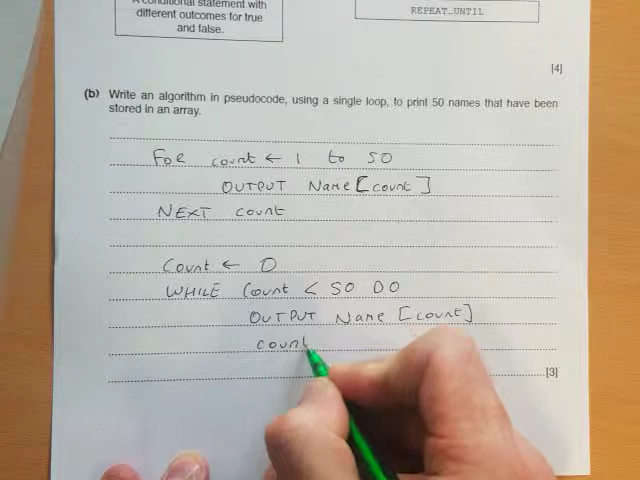 A conditional statement with
different outcomes for true
and false.
REPEAT_UNTIL
[4]
(b) Write an algorithm in pseudocode, using a single loop, to print 50 names that have been
stored in an array.
FOR count ← 1 to 50
OUTPUT Name [count]
NEXT count
Count ← 0
WHILE Count < 50 DO
OUTPUT Name [count]
count
[3]